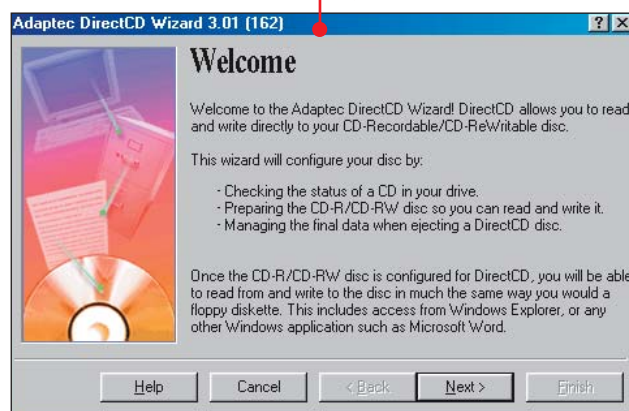 Adaptec DirectCD Wizard 3.01 (162)
Welcome
Welcome to the Adaptec DirectCD Wizard! DirectCD allows you to read
and write directly to your CD-Recordable/CD-ReWritable disc.
This wizard will configure your disc by:
- Checking the status of a CD in your drive.
- Preparing the CD-R/CD-RW disc so you can read and write it.
- Managing the final data when ejecting a DirectCD disc.
Once the CD-R/CD-RW disc is configured for DirectCD, you will be able
to read from and write to the disc in much the same way you would a
floppy diskette. This includes access from Windows Explorer, or any
other Windows application such as Microsoft Word.
Help
Cancel
< Back
Next >
Finish